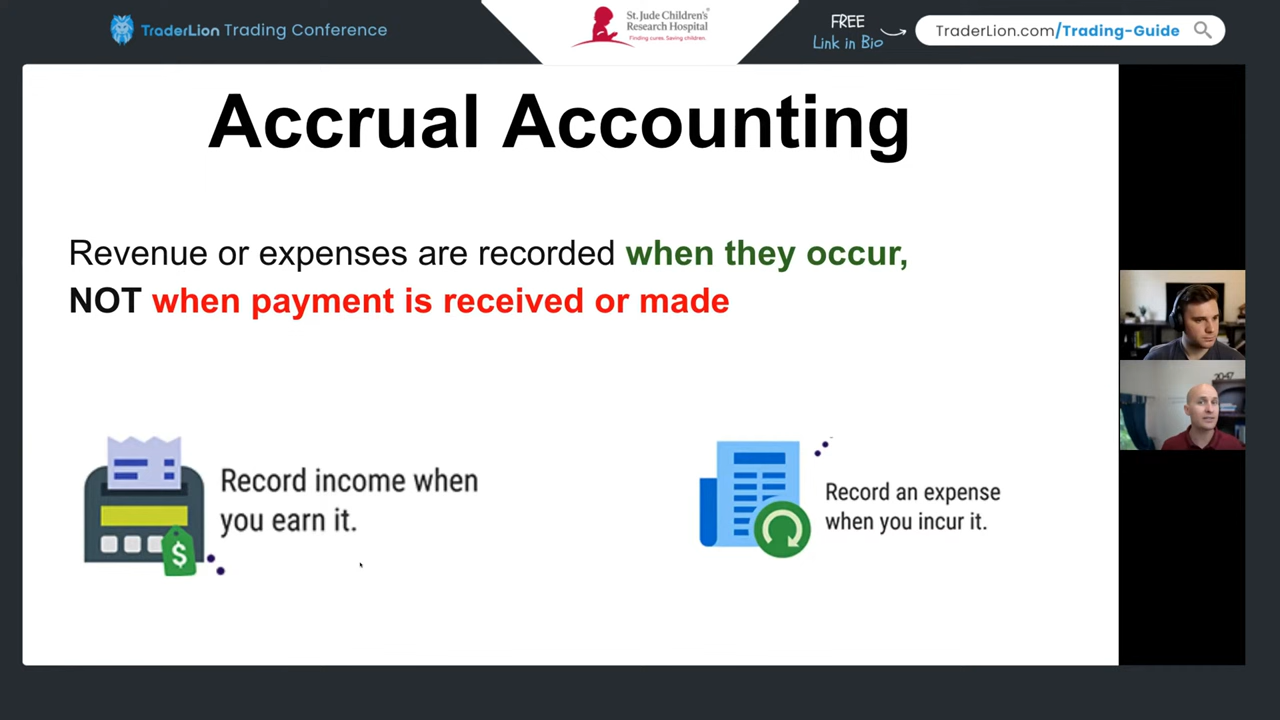 TraderLion Trading Conference
St. Jude Children's
Research Hospital
Finding cures. Saving children.
FREE
Link in Bio
TraderLion.com/Trading-Guide
Accrual Accounting
Revenue or expenses are recorded when they occur,
NOT when payment is received or made
Record income when
you earn it.
$
Record an expense
when you incur it.
20:47